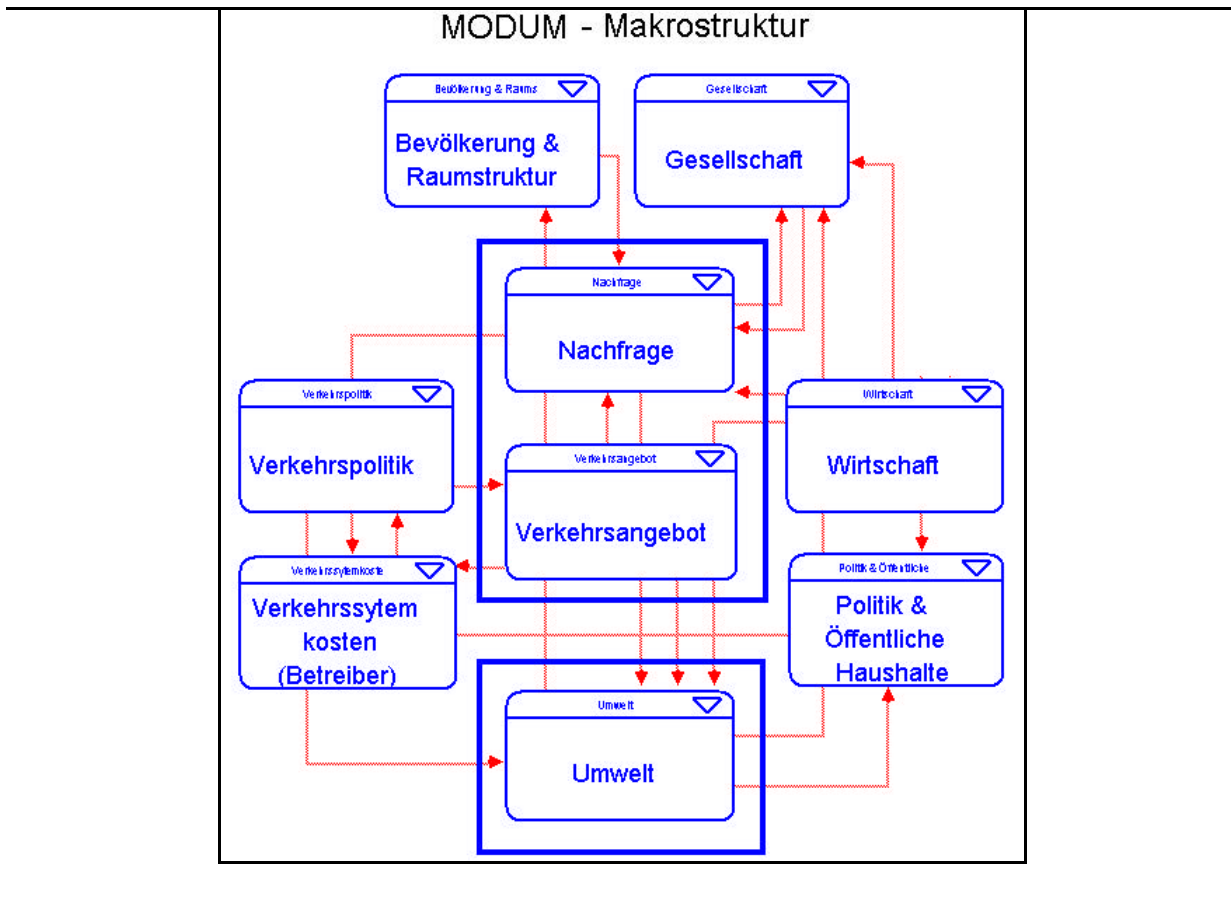 MODUM - Makrostruktur
Bevölkerung & Raums
Bevölkerung &
Raumstruktur
Gesellschaft
Gesellschaft
Nachfrage
Nachfrage
Verkehrspolitik
Verkehrspolitik
Verkehrsangebot
Verkehrsangebot
Wirtschaft
Wirtschaft
Verkehrssytemkoste
Verkehrssytem
kosten
(Betreiber)
Politik & Öffentliche
Politik &
Öffentliche
Haushalte
Umwelt
Umwelt